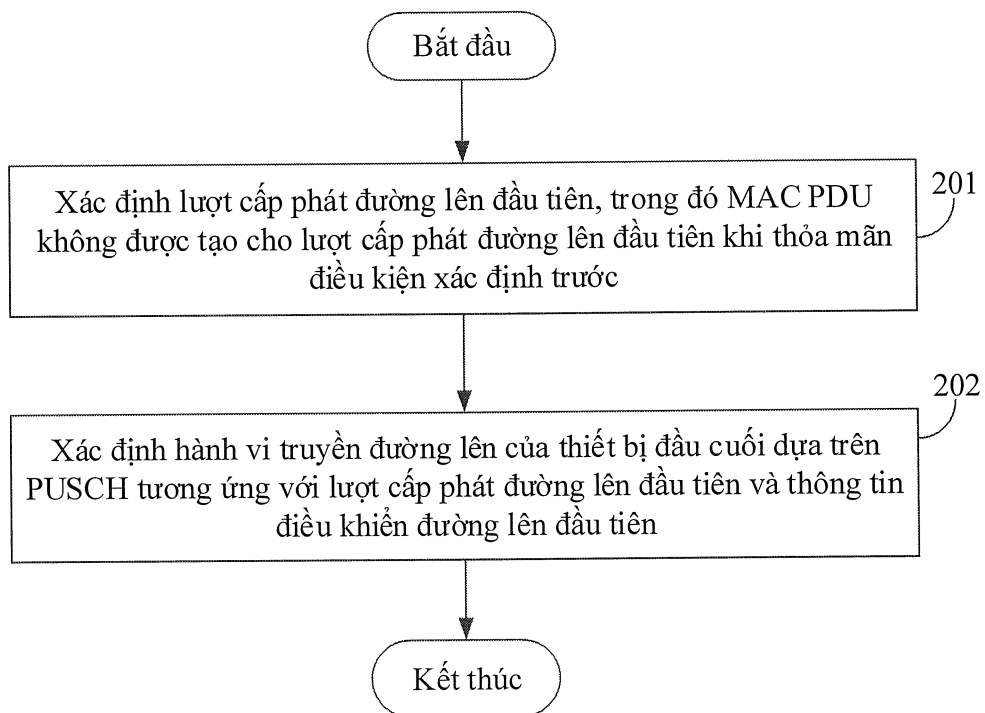 Bắt đầu
Xác định lượt cấp phát đường lên đầu tiên, trong đó MAC PDU
không được tạo cho lượt cấp phát đường lên đầu tiên khi thỏa mãn
điều kiện xác định trước
201
Xác định hành vi truyền đường lên của thiết bị đầu cuối dựa trên
PUSCH tương ứng với lượt cấp phát đường lên đầu tiên và thông tin
điều khiển đường lên đầu tiên
202
Kết thúc